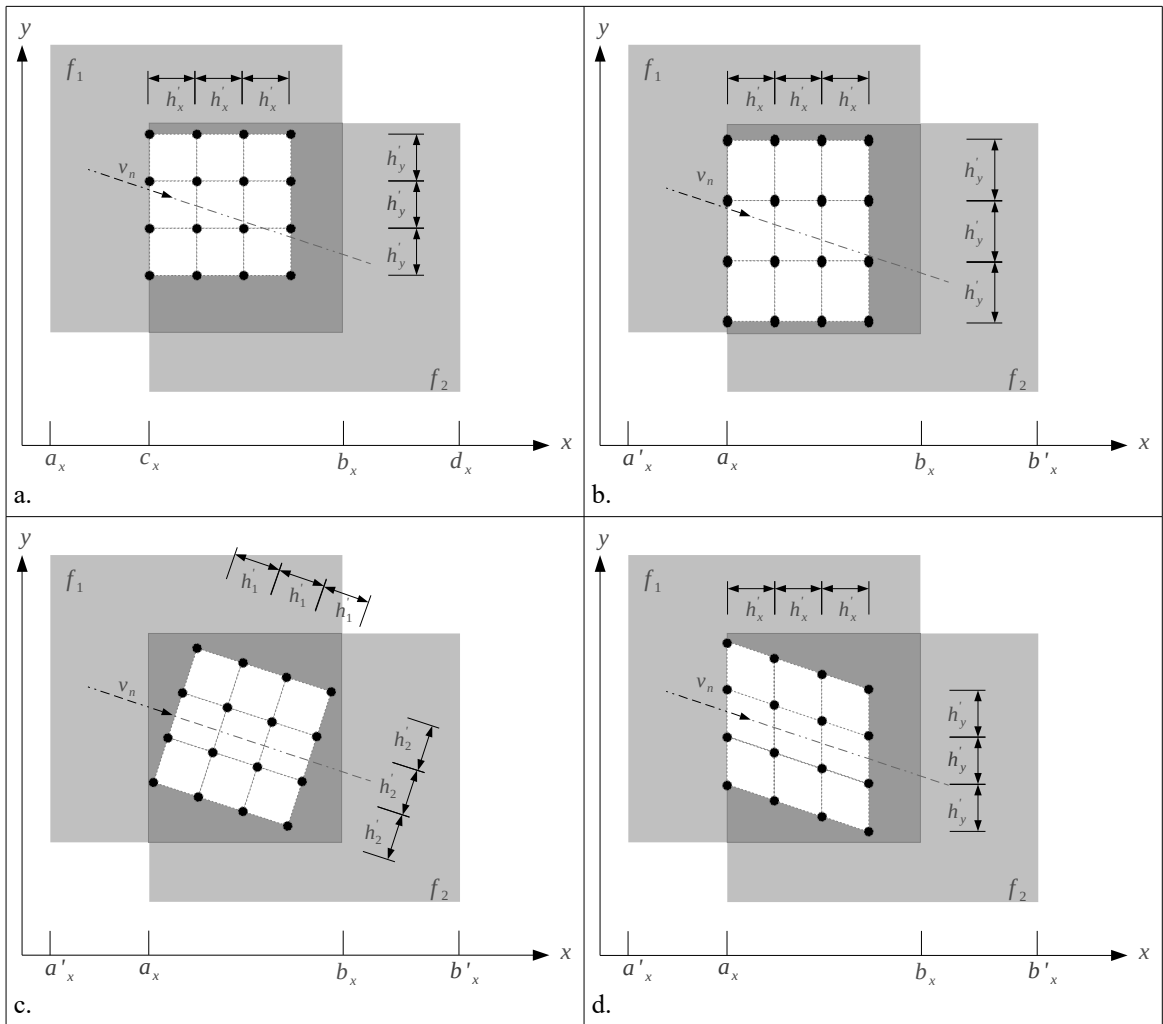 y
f1
h'x h'x h'x
h'y
vn
h'y
h'y
f2
x
ax cx bx dx
a.
y
f1
h'x h'x h'x
h'y
vn
h'y
h'y
f2
x
a'x ax bx b'x
b.
y
f1
h'1 h'1 h'1
vn
h'2
h'2
h'2
f2
x
a'x ax bx b'x
c.
y
f1
h'x h'x h'x
vn
h'y
h'y
h'y
f2
x
a'x ax bx b'x
d.